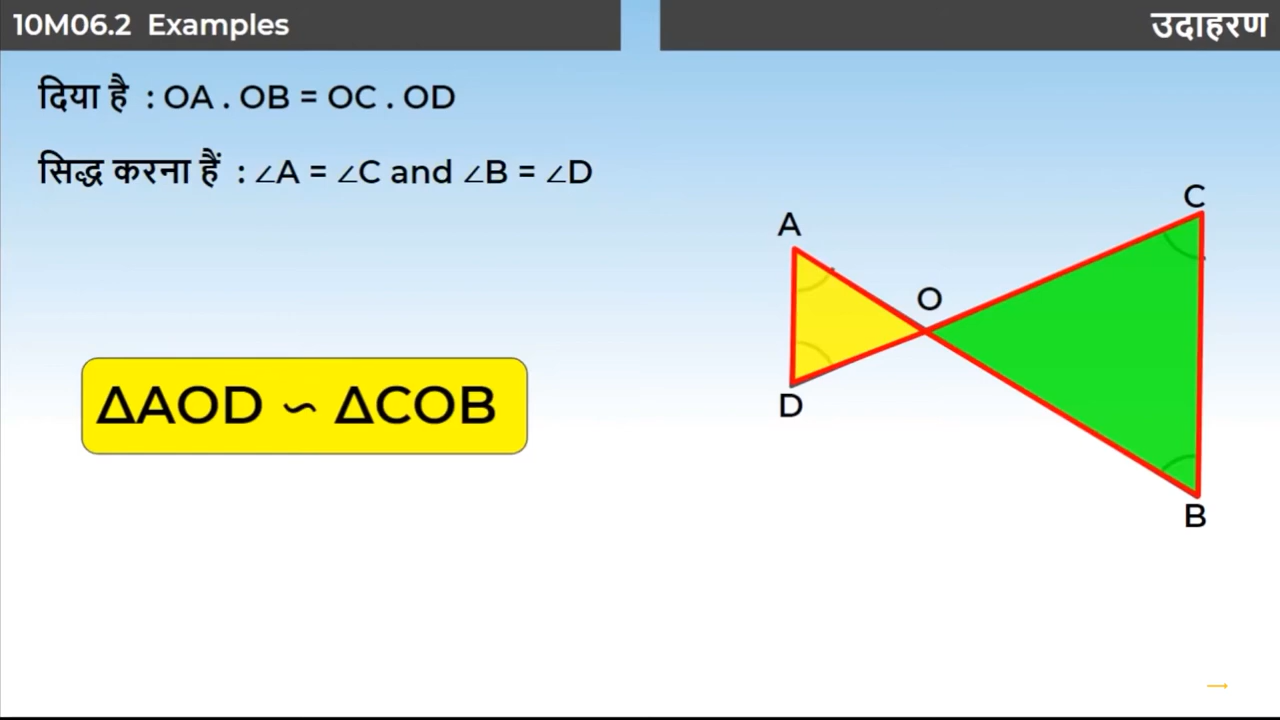 10M06.2 Examples
उदाहरण
दिया है : OA . OB = OC . OD
सिद्ध करना हैं : ∠A = ∠C and ∠B = ∠D
A
C
O
ΔAOD ∽ ΔCOB
D
B